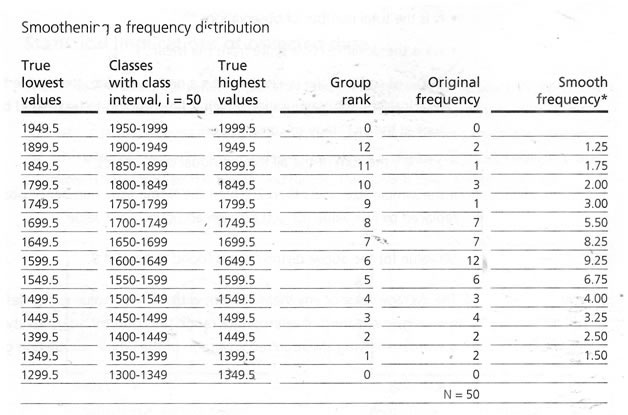 Smoothening a frequency distribution
True Classes True
lowest with class highest Group Original Smooth
values interval, i = 50 values rank frequency frequency*
1949.5 1950-1999 1999.5 0 0
1899.5 1900-1949 1949.5 12 2 1.25
1849.5 1850-1899 1899.5 11 1 1.75
1799.5 1800-1849 1849.5 10 3 2.00
1749.5 1750-1799 1799.5 9 1 3.00
1699.5 1700-1749 1749.5 8 7 5.50
1649.5 1650-1699 1699.5 7 7 8.25
1599.5 1600-1649 1649.5 6 12 9.25
1549.5 1550-1599 1599.5 5 6 6.75
1499.5 1500-1549 1549.5 4 3 4.00
1449.5 1450-1499 1499.5 3 4 3.25
1399.5 1400-1449 1449.5 2 2 2.50
1349.5 1350-1399 1399.5 1 2 1.50
1299.5 1300-1349 1349.5 0 0
N = 50